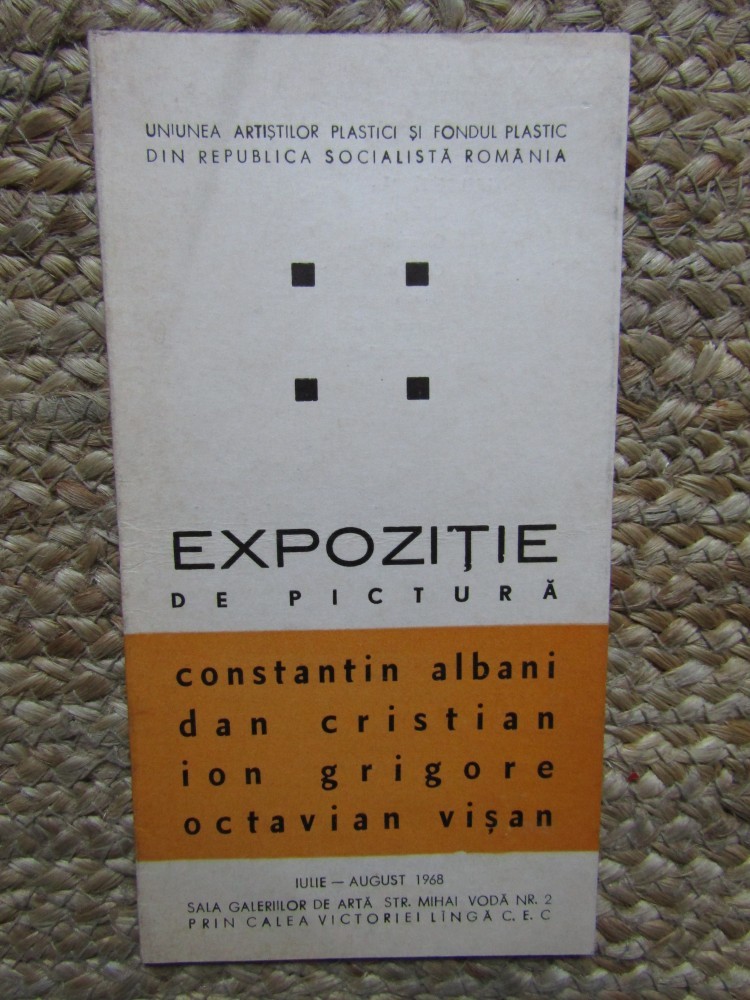 UNIUNEA ARTIȘTILOR PLASTICI ȘI FONDUL PLASTIC
DIN REPUBLICA SOCIALISTĂ ROMÂNIA
EXPOZIȚIE
DE PICTURĂ
constantin albani
dan cristian
ion grigore
octavian vișan
IULIE — AUGUST 1968
SALA GALERIILOR DE ARTĂ STR. MIHAI VODĂ NR. 2
PRIN CALEA VICTORIEI LÎNGĂ C. E. C